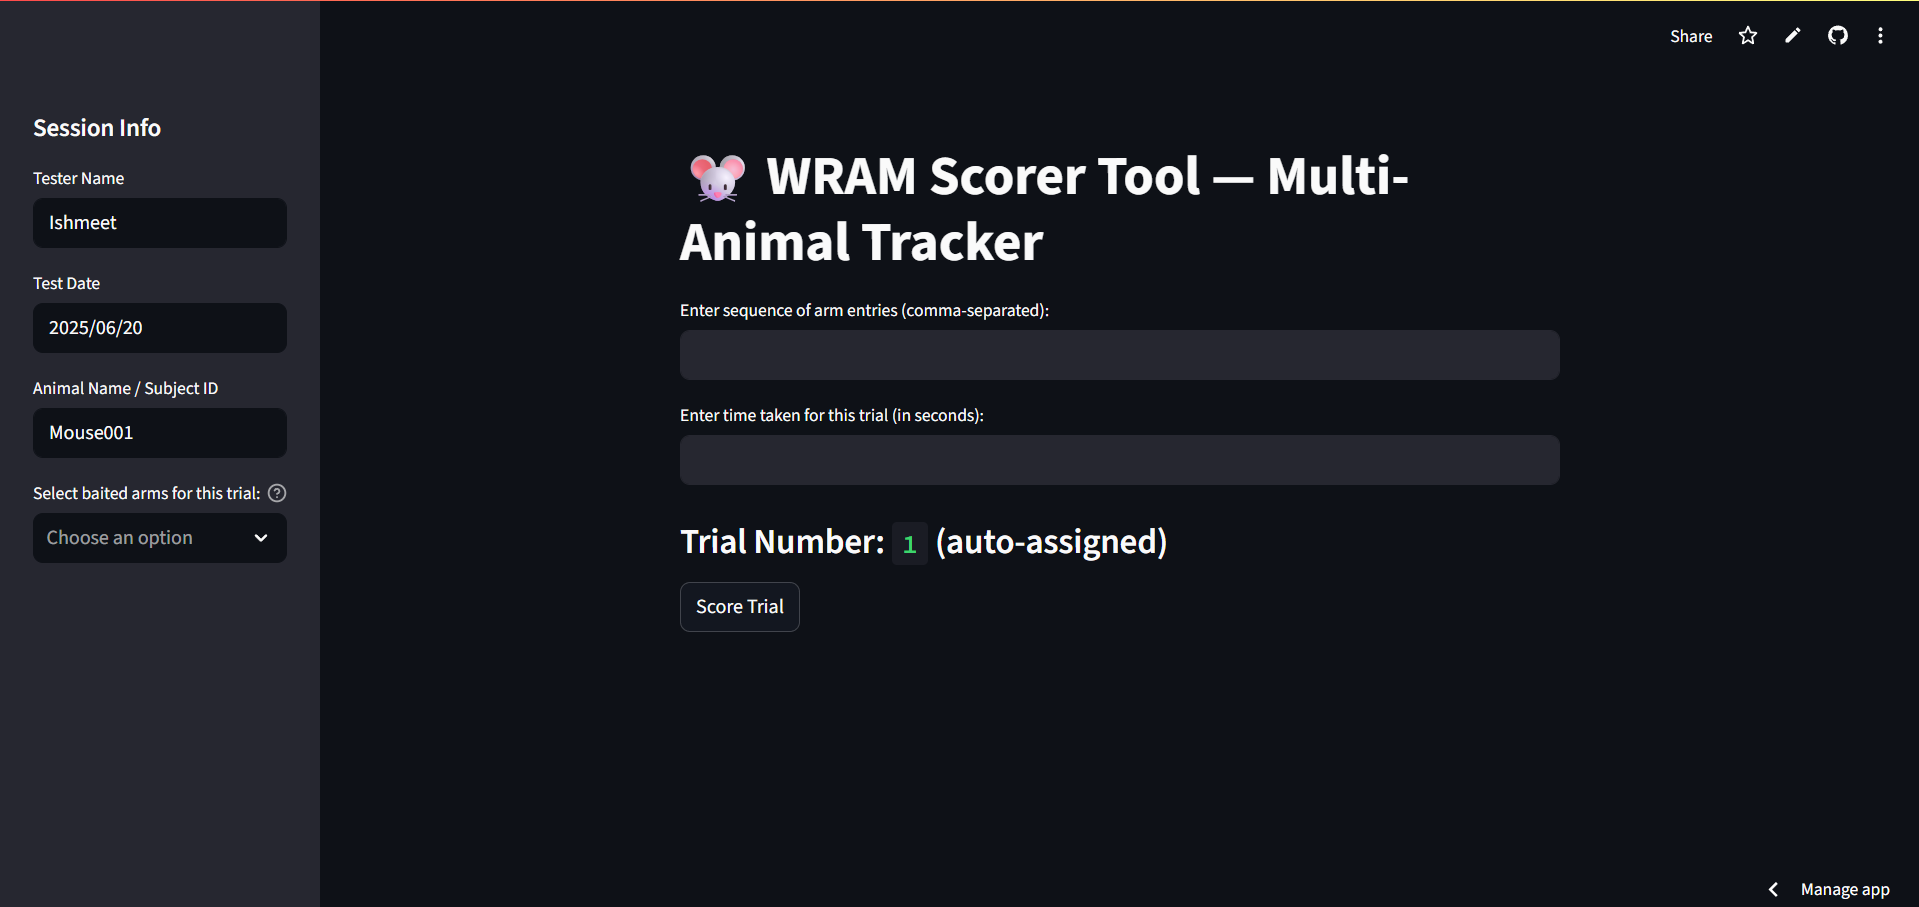 Share
Session Info
Tester Name
Ishmeet
Test Date
2025/06/20
Animal Name / Subject ID
Mouse001
Select baited arms for this trial:
Choose an option
WRAM Scorer Tool — Multi-
Animal Tracker
Enter sequence of arm entries (comma-separated):
Enter time taken for this trial (in seconds):
Trial Number: 1 (auto-assigned)
Score Trial
Manage app